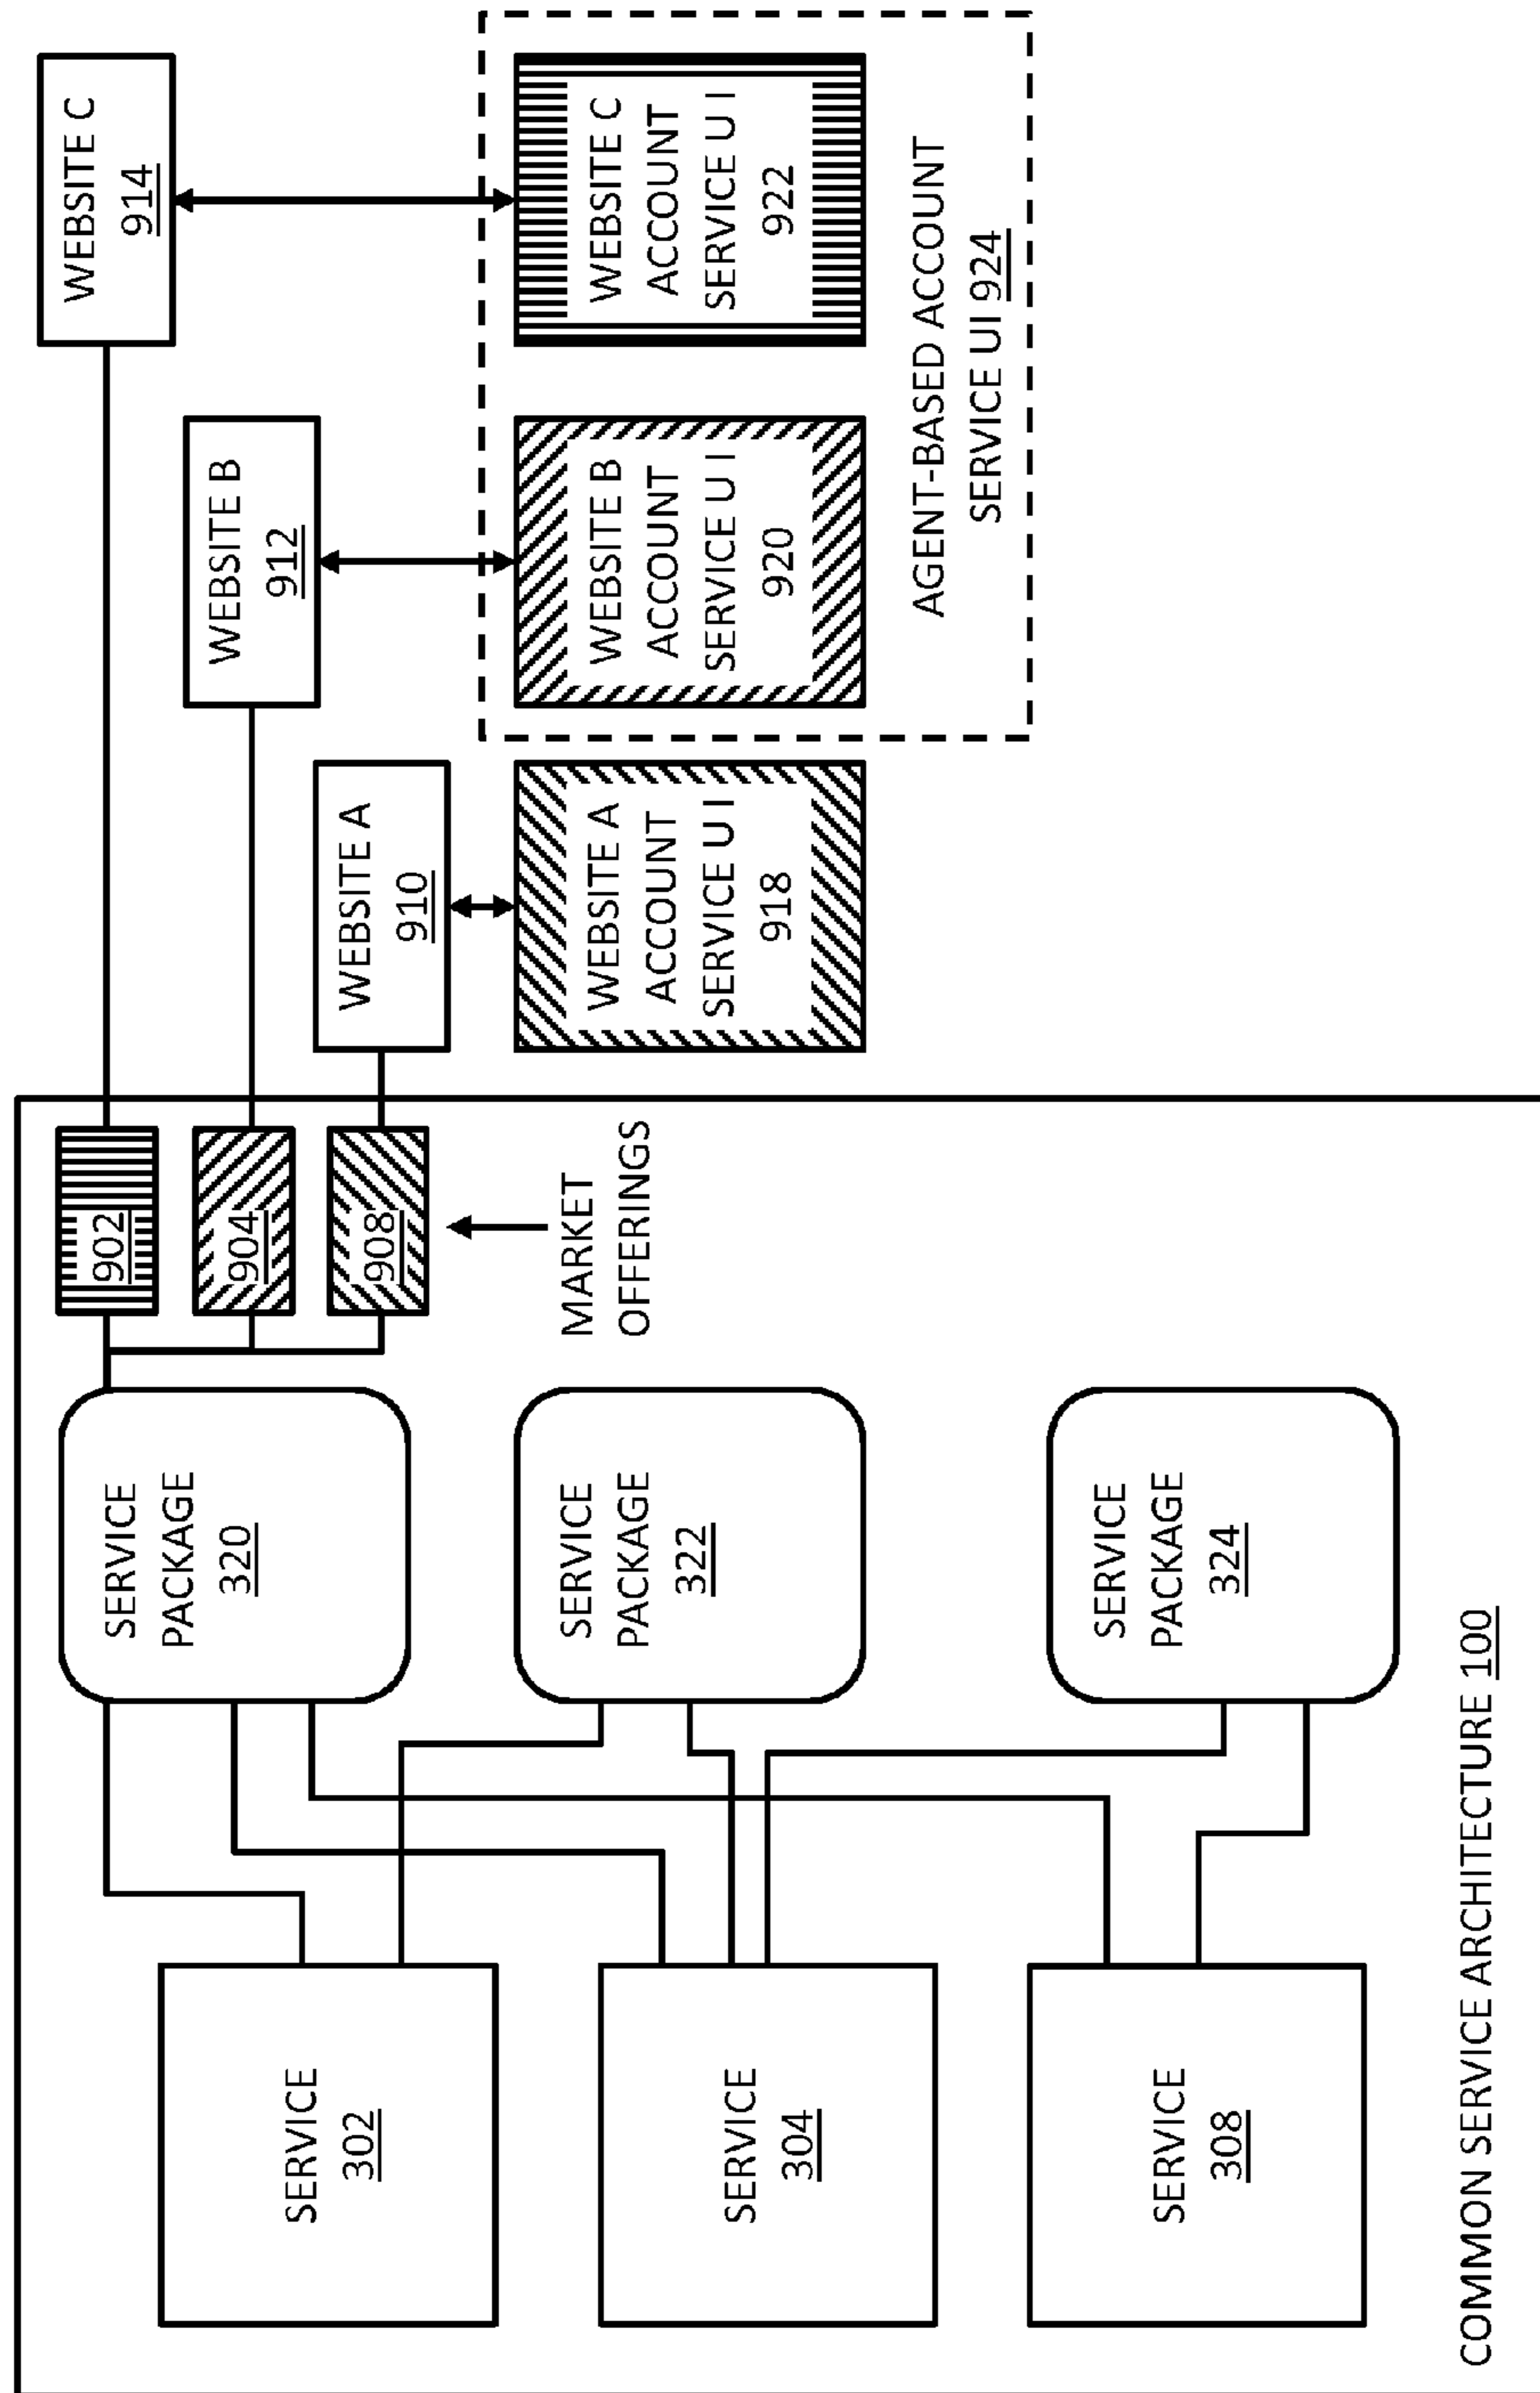 SERVICE
302
SERVICE
304
SERVICE
308
SERVICE
PACKAGE
320
SERVICE
PACKAGE
322
SERVICE
PACKAGE
324
902
904
908
MARKET
OFFERINGS
COMMON SERVICE ARCHITECTURE 100
WEBSITE A
910
WEBSITE B
912
WEBSITE C
914
WEBSITE A
ACCOUNT
SERVICE U I
918
WEBSITE B
ACCOUNT
SERVICE U I
920
WEBSITE C
ACCOUNT
SERVICE U I
922
AGENT-BASED ACCOUNT
SERVICE UI 924